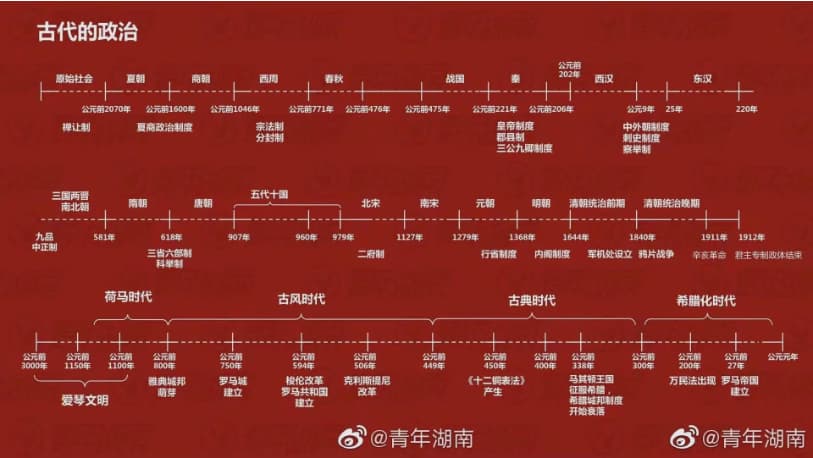 古代的政治
公元前
202年
原始社会 夏朝 商朝 西周 春秋 战国 秦 西汉 东汉
公元前2070年 公元前1600年 公元前1046年 公元前771年 公元前476年 公元前475年 公元前221年 公元前206年 公元9年 25年 220年
禅让制 夏商政治制度 宗法制 皇帝制度 中外朝制度
分封制 郡县制 刺史制度
三公九卿制度 察举制
三国两晋
南北朝 隋朝 唐朝 五代十国 北宋 南宋 元朝 明朝 清朝统治前期 清朝统治晚期
九品
中正制
581年 618年 907年 960年 979年 1127年 1279年 1368年 1644年 1840年 1911年 1912年
三省六部制 二府制 行省制度 内阁制度 军机处设立 鸦片战争 辛亥革命 君主专制政体结束
科举制
荷马时代 古风时代 古典时代 希腊化时代
公元前 公元前 公元前 公元前 公元前 公元前 公元前 公元前 公元前 公元前 公元前 公元前 公元前 公元前 公元元年
3000年 1150年 1100年 800年 750年 594年 506年 449年 450年 400年 338年 300年 200年 27年
爱琴文明
雅典城邦
萌芽
罗马城
建立
梭伦改革
罗马共和国
建立
克利斯提尼
改革
《十二铜表法》
产生
马其顿王国
征服希腊，
希腊城邦制度
开始衰落
万民法出现
罗马帝国
建立
@青年湖南 @青年湖南